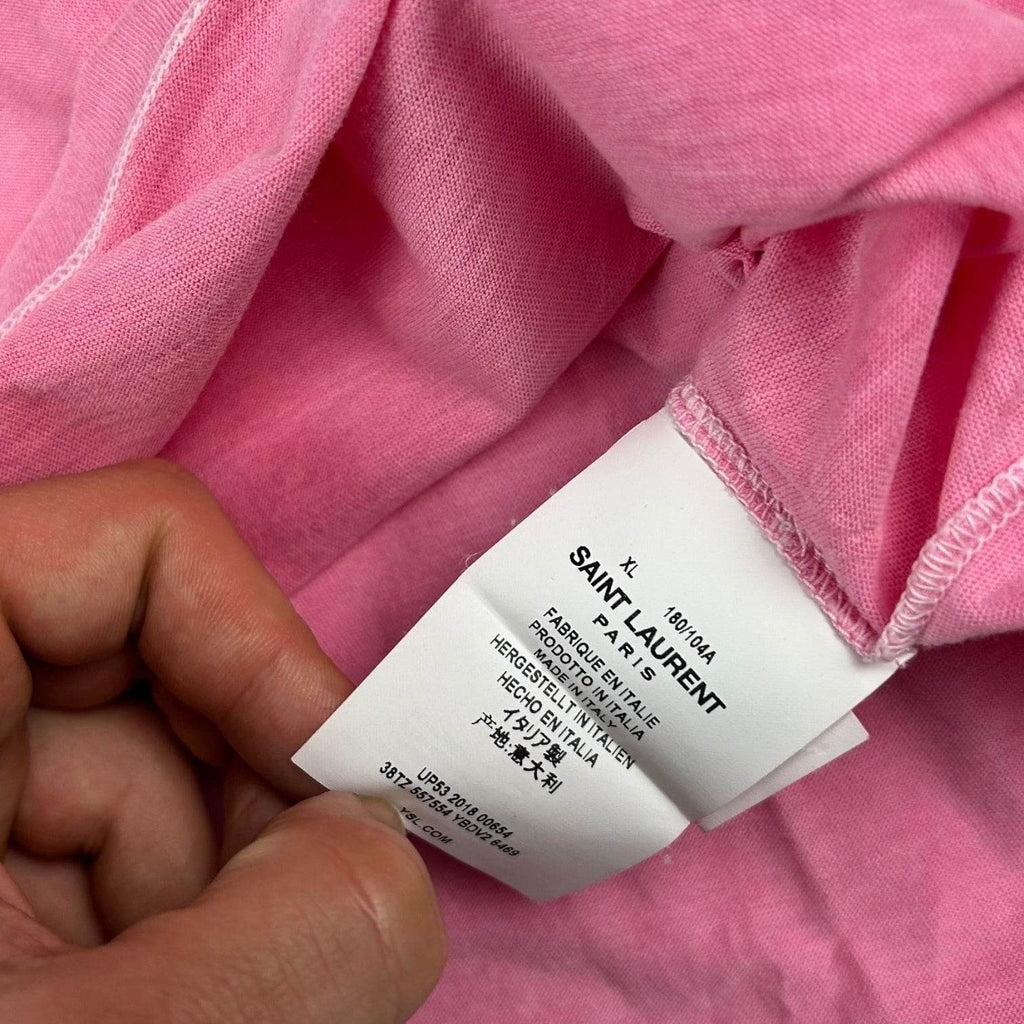 XL
180/104A
SAINT LAURENT
PARIS
FABRIQUE EN ITALIE
PRODOTTO IN ITALIA
MADE IN ITALY
HERGESTELLT IN ITALIEN
HECHO EN ITALIA
イタリア製
产地:意大利
UP53 2018 00654
38TZ 557554 YBDV2 6469
YSL.COM